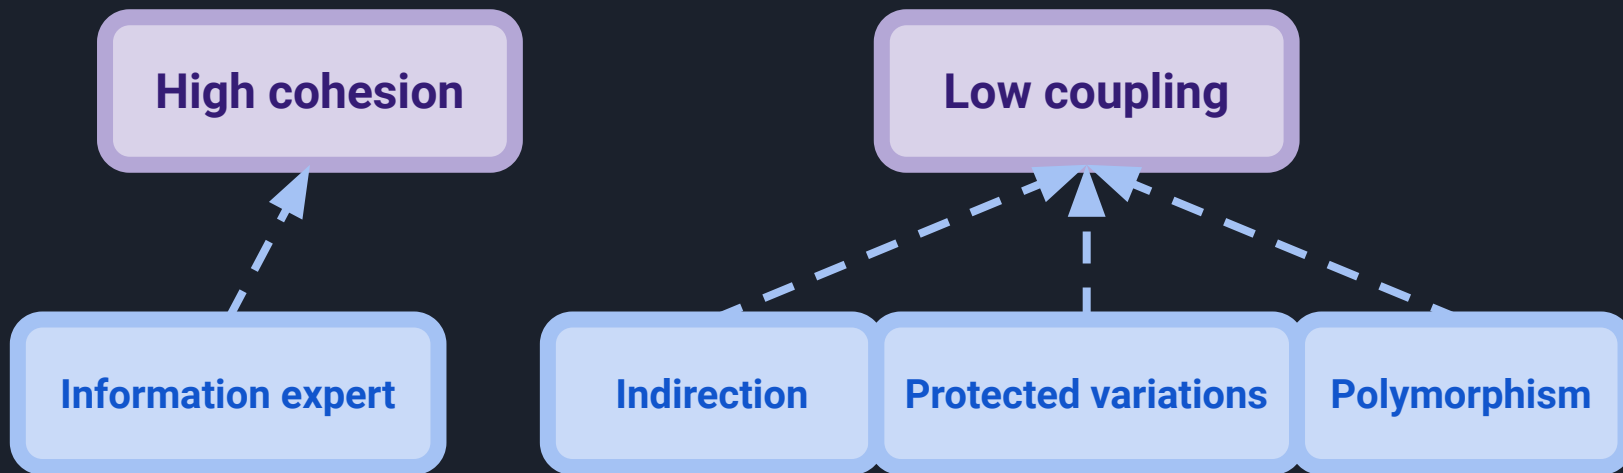 High cohesion
Low coupling
Information expert
Indirection
Protected variations
Polymorphism